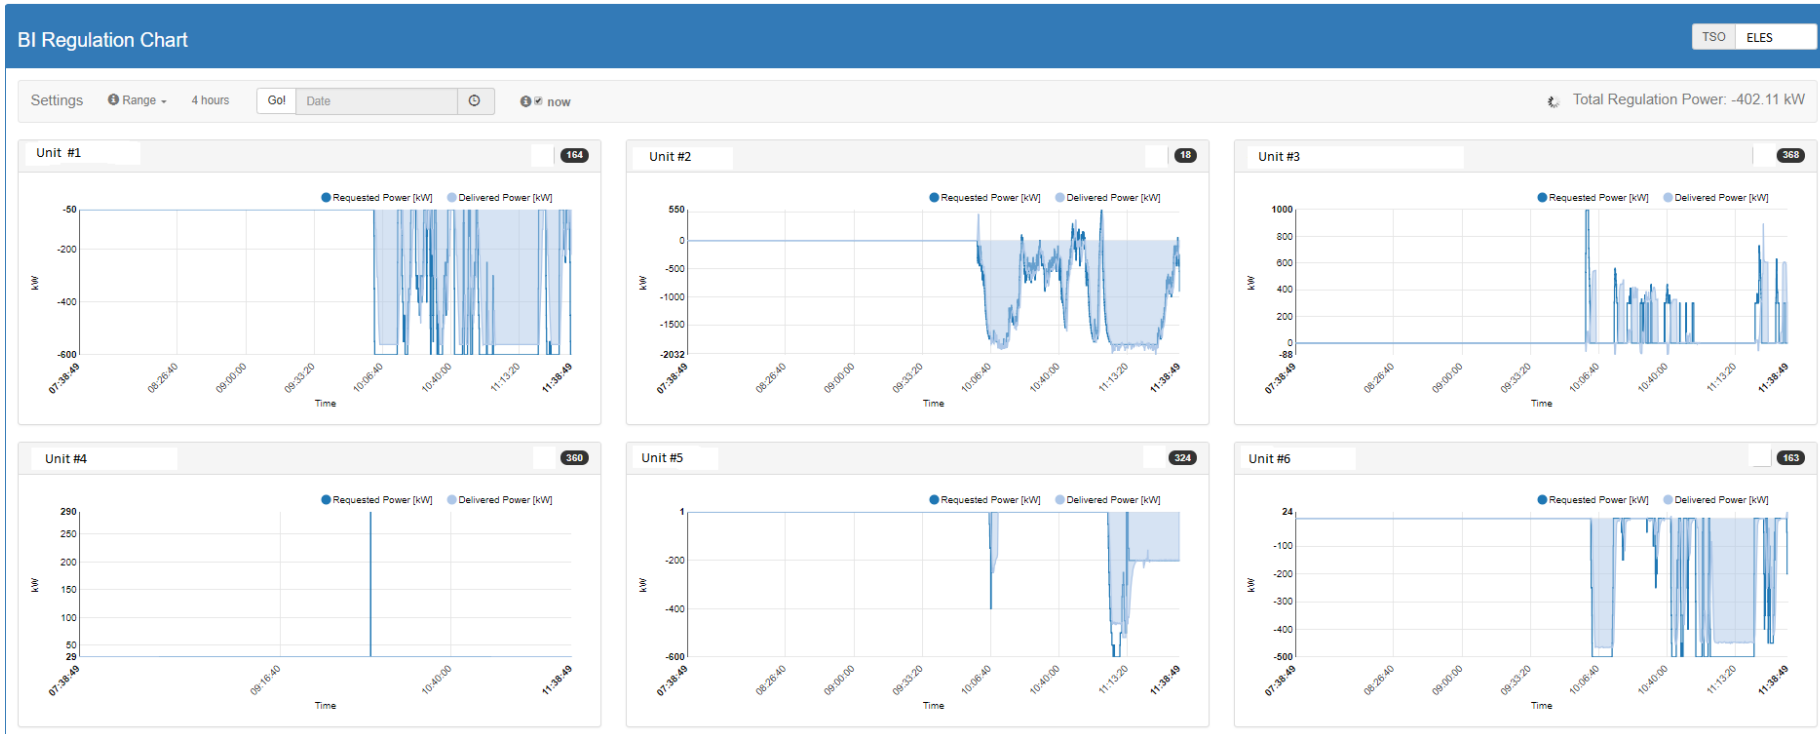 BI Regulation Chart
TSO ELES
Settings Range 4 hours Go! Date now Total Regulation Power: -402.11 kW
Unit #1 164
Requested Power [kW] Delivered Power [kW]
-50
-200
-400
-600
kW
07:38:49 08:26:40 09:00:00 09:33:20 10:06:40 10:40:00 11:13:20 11:38:49
Time
Unit #2 18
Requested Power [kW] Delivered Power [kW]
550
0
-500
-1000
-1500
-2032
kW
07:38:49 08:26:40 09:00:00 09:33:20 10:06:40 10:40:00 11:13:20 11:38:49
Time
Unit #3 368
Requested Power [kW] Delivered Power [kW]
1000
800
600
400
200
0
-88
kW
07:38:49 08:26:40 09:00:00 09:33:20 10:06:40 10:40:00 11:13:20 11:38:49
Time
Unit #4 360
Requested Power [kW] Delivered Power [kW]
290
250
200
150
100
50
29
kW
07:38:49 09:16:40 10:40:00 11:38:49
Time
Unit #5 324
Requested Power [kW] Delivered Power [kW]
1
-200
-400
-600
kW
07:38:49 08:26:40 09:00:00 09:33:20 10:06:40 10:40:00 11:13:20 11:38:49
Time
Unit #6 163
Requested Power [kW] Delivered Power [kW]
24
-100
-200
-300
-400
-500
kW
07:38:49 08:26:40 09:00:00 09:33:20 10:06:40 10:40:00 11:13:20 11:38:49
Time